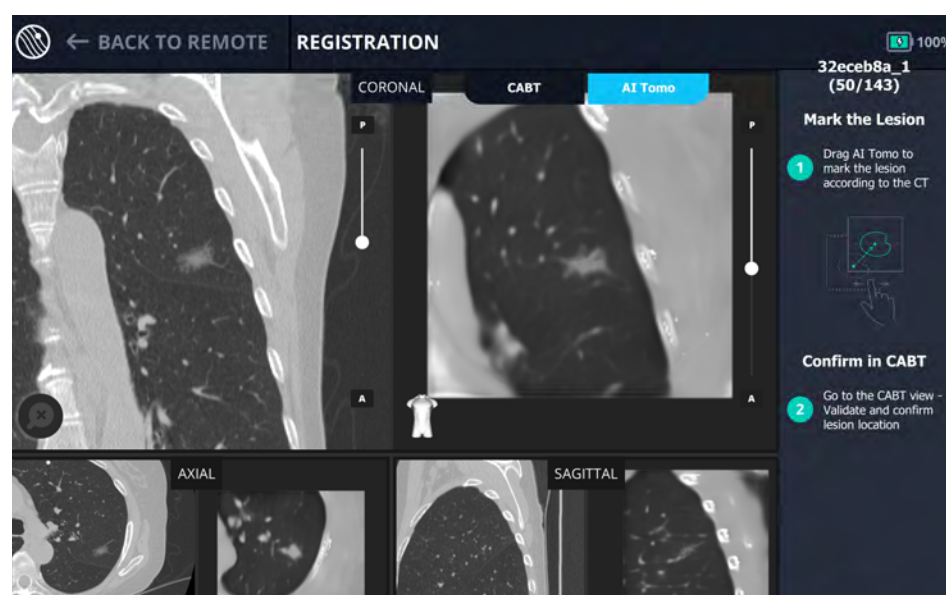 ← BACK TO REMOTE
REGISTRATION
100%
32eceb8a_1
(50/143)
CORONAL
CABT
AI Tomo
P
P
A
A
Mark the Lesion
1
Drag AI Tomo to
mark the lesion
according to the CT
Confirm in CABT
2
Go to the CABT view -
Validate and confirm
lesion location
AXIAL
SAGITTAL